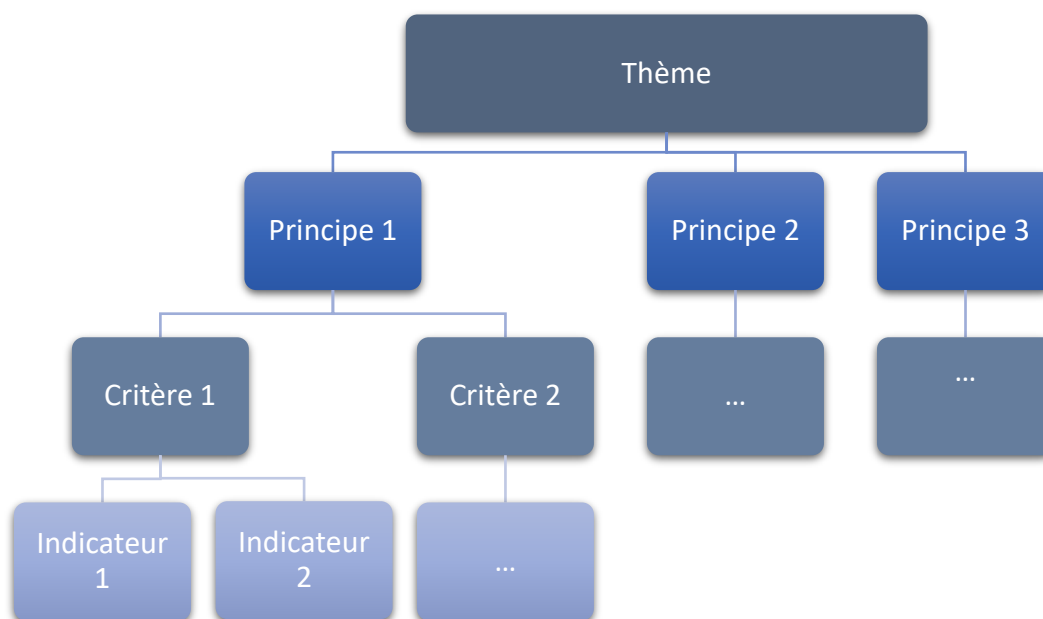 Thème
Principe 1
Principe 2
Principe 3
Critère 1
Critère 2
...
...
Indicateur
1
Indicateur
2
...